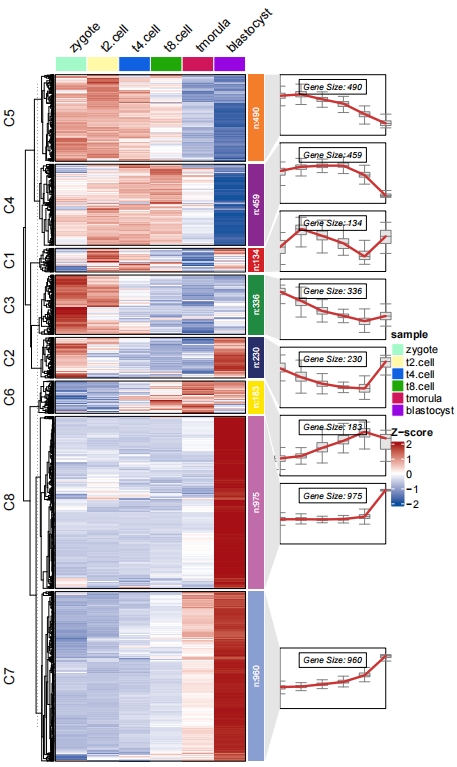 zygote
t2.cell
t4.cell
t8.cell
tmorula
blastocyst
C5
n:490
Gene Size: 490
C4
n:459
Gene Size: 459
C1
n:134
Gene Size: 134
C3
n:336
Gene Size: 336
C2
n:230
Gene Size: 230
C6
n:183
Gene Size: 183
C8
n:975
Gene Size: 975
C7
n:960
Gene Size: 960
sample
zygote
t2.cell
t4.cell
t8.cell
tmorula
blastocyst
Z-score
2
1
0
−1
−2